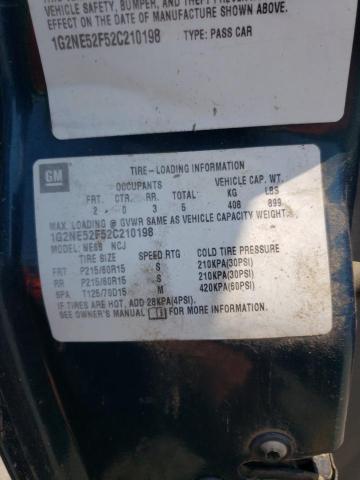 VEHICLE SAFETY, BUMPER, AND THEFT PREVENTION STANDARDS IN
EFFECT ON THE DATE OF MANUFACTURE SHOWN ABOVE.
1G2NE52F52C210198 TYPE: PASS CAR
GM
TIRE-LOADING INFORMATION
OCCUPANTS VEHICLE CAP. WT.
FRT. CTR. RR. TOTAL KG LBS
2 0 3 5 408 899
MAX. LOADING @ GVWR SAME AS VEHICLE CAPACITY WEIGHT.
1G2NE52F52C210198
MODEL: NE69 NCJ
TIRE SIZE SPEED RTG COLD TIRE PRESSURE
FRT P215/60R15 S 210KPA(30PSI)
RR P215/60R15 S 210KPA(30PSI)
SPA T125/70D15 M 420KPA(60PSI)
IF TIRES ARE HOT, ADD 28KPA(4PSI).
SEE OWNER'S MANUAL FOR MORE INFORMATION.